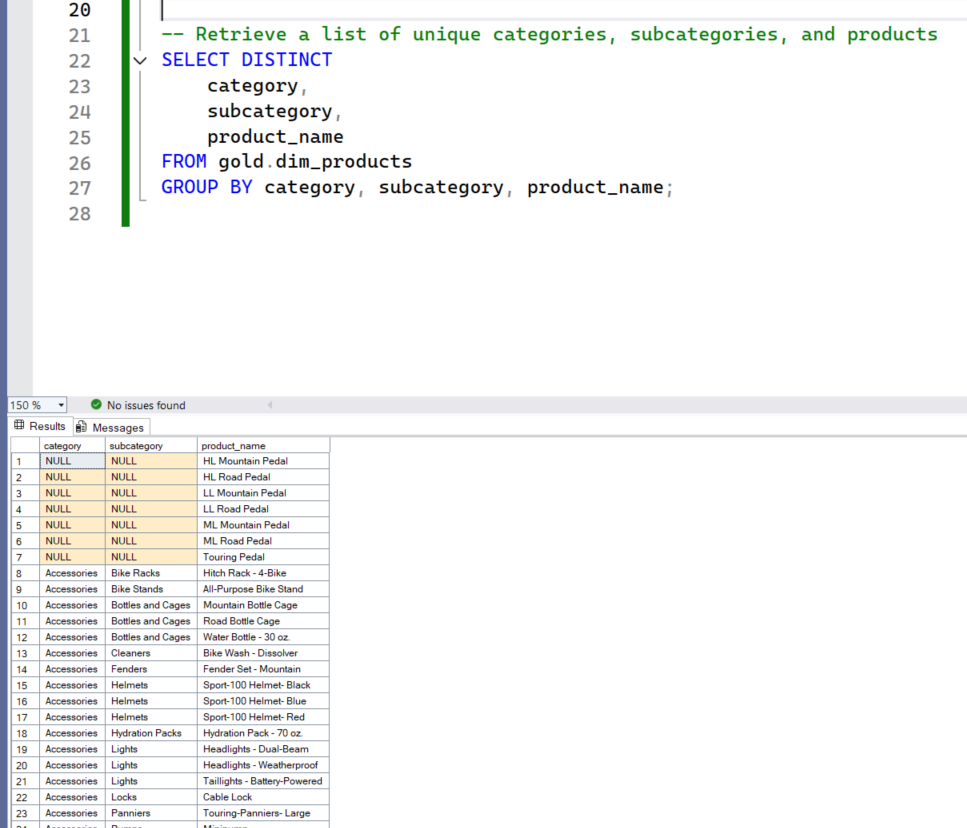 20
21 -- Retrieve a list of unique categories, subcategories, and products
22 SELECT DISTINCT
23 category,
24 subcategory,
25 product_name
26 FROM gold.dim_products
27 GROUP BY category, subcategory, product_name;
28
150 % No issues found
Results Messages
category subcategory product_name
1 NULL NULL HL Mountain Pedal
2 NULL NULL HL Road Pedal
3 NULL NULL LL Mountain Pedal
4 NULL NULL LL Road Pedal
5 NULL NULL ML Mountain Pedal
6 NULL NULL ML Road Pedal
7 NULL NULL Touring Pedal
8 Accessories Bike Racks Hitch Rack - 4-Bike
9 Accessories Bike Stands All-Purpose Bike Stand
10 Accessories Bottles and Cages Mountain Bottle Cage
11 Accessories Bottles and Cages Road Bottle Cage
12 Accessories Bottles and Cages Water Bottle - 30 oz.
13 Accessories Cleaners Bike Wash - Dissolver
14 Accessories Fenders Fender Set - Mountain
15 Accessories Helmets Sport-100 Helmet- Black
16 Accessories Helmets Sport-100 Helmet- Blue
17 Accessories Helmets Sport-100 Helmet- Red
18 Accessories Hydration Packs Hydration Pack - 70 oz.
19 Accessories Lights Headlights - Dual-Beam
20 Accessories Lights Headlights - Weatherproof
21 Accessories Lights Taillights - Battery-Powered
22 Accessories Locks Cable Lock
23 Accessories Panniers Touring-Panniers- Large